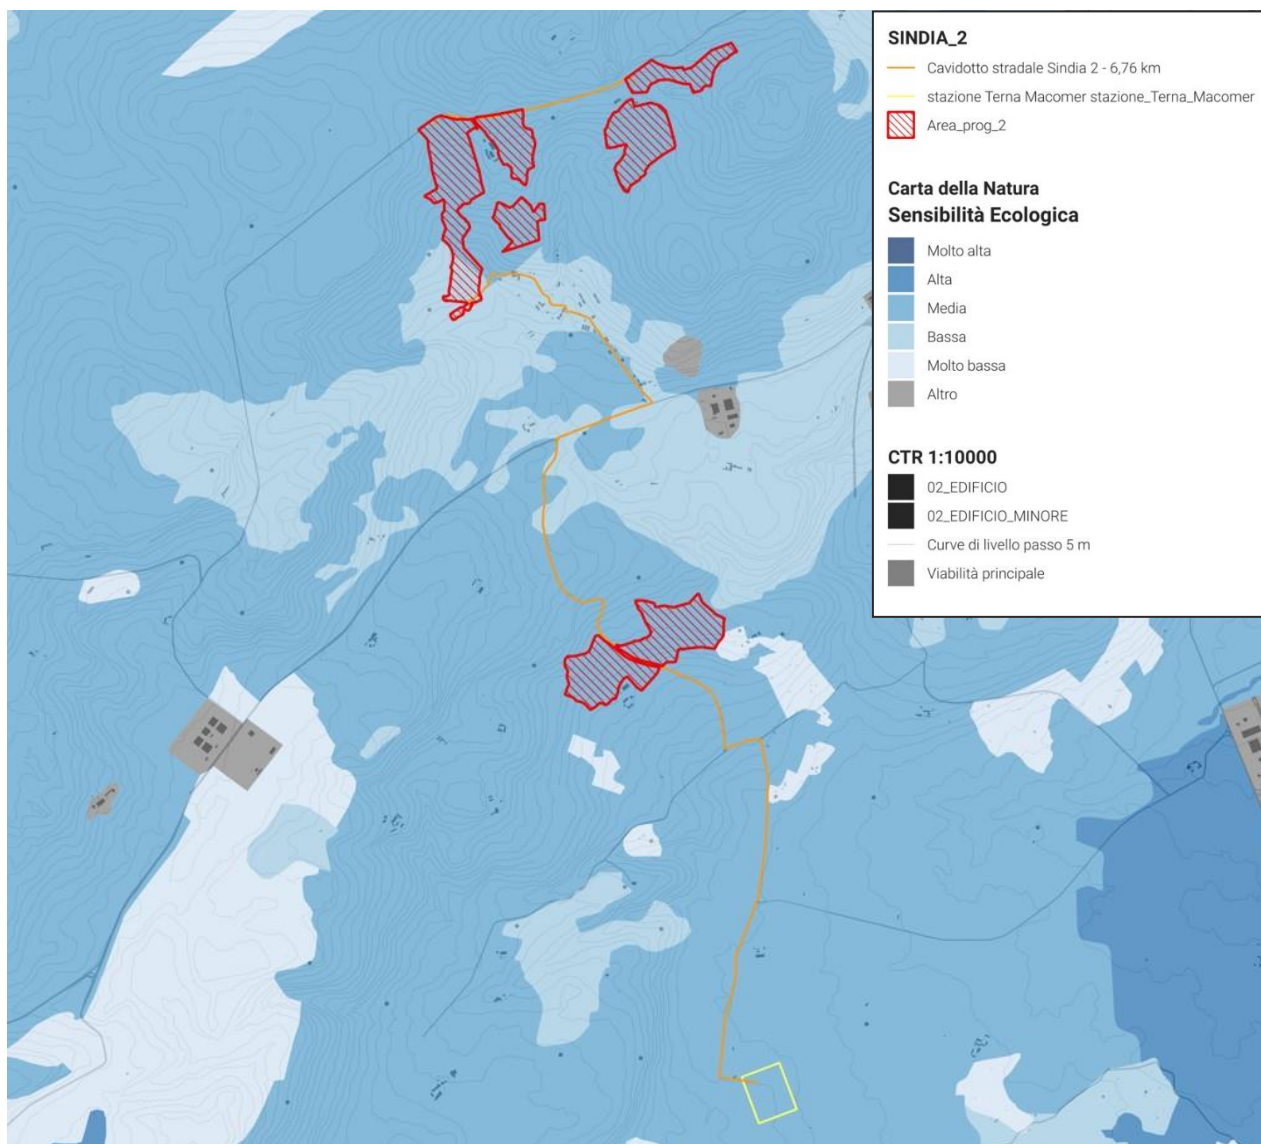 SINDIA_2
Cavidotto stradale Sindia 2 - 6,76 km
stazione Terna Macomer stazione_Terna_Macomer
Area_prog_2
Carta della Natura
Sensibilità Ecologica
Molto alta
Alta
Media
Bassa
Molto bassa
Altro
CTR 1:10000
02_EDIFICIO
02_EDIFICIO_MINORE
Curve di livello passo 5 m
Viabilità principale